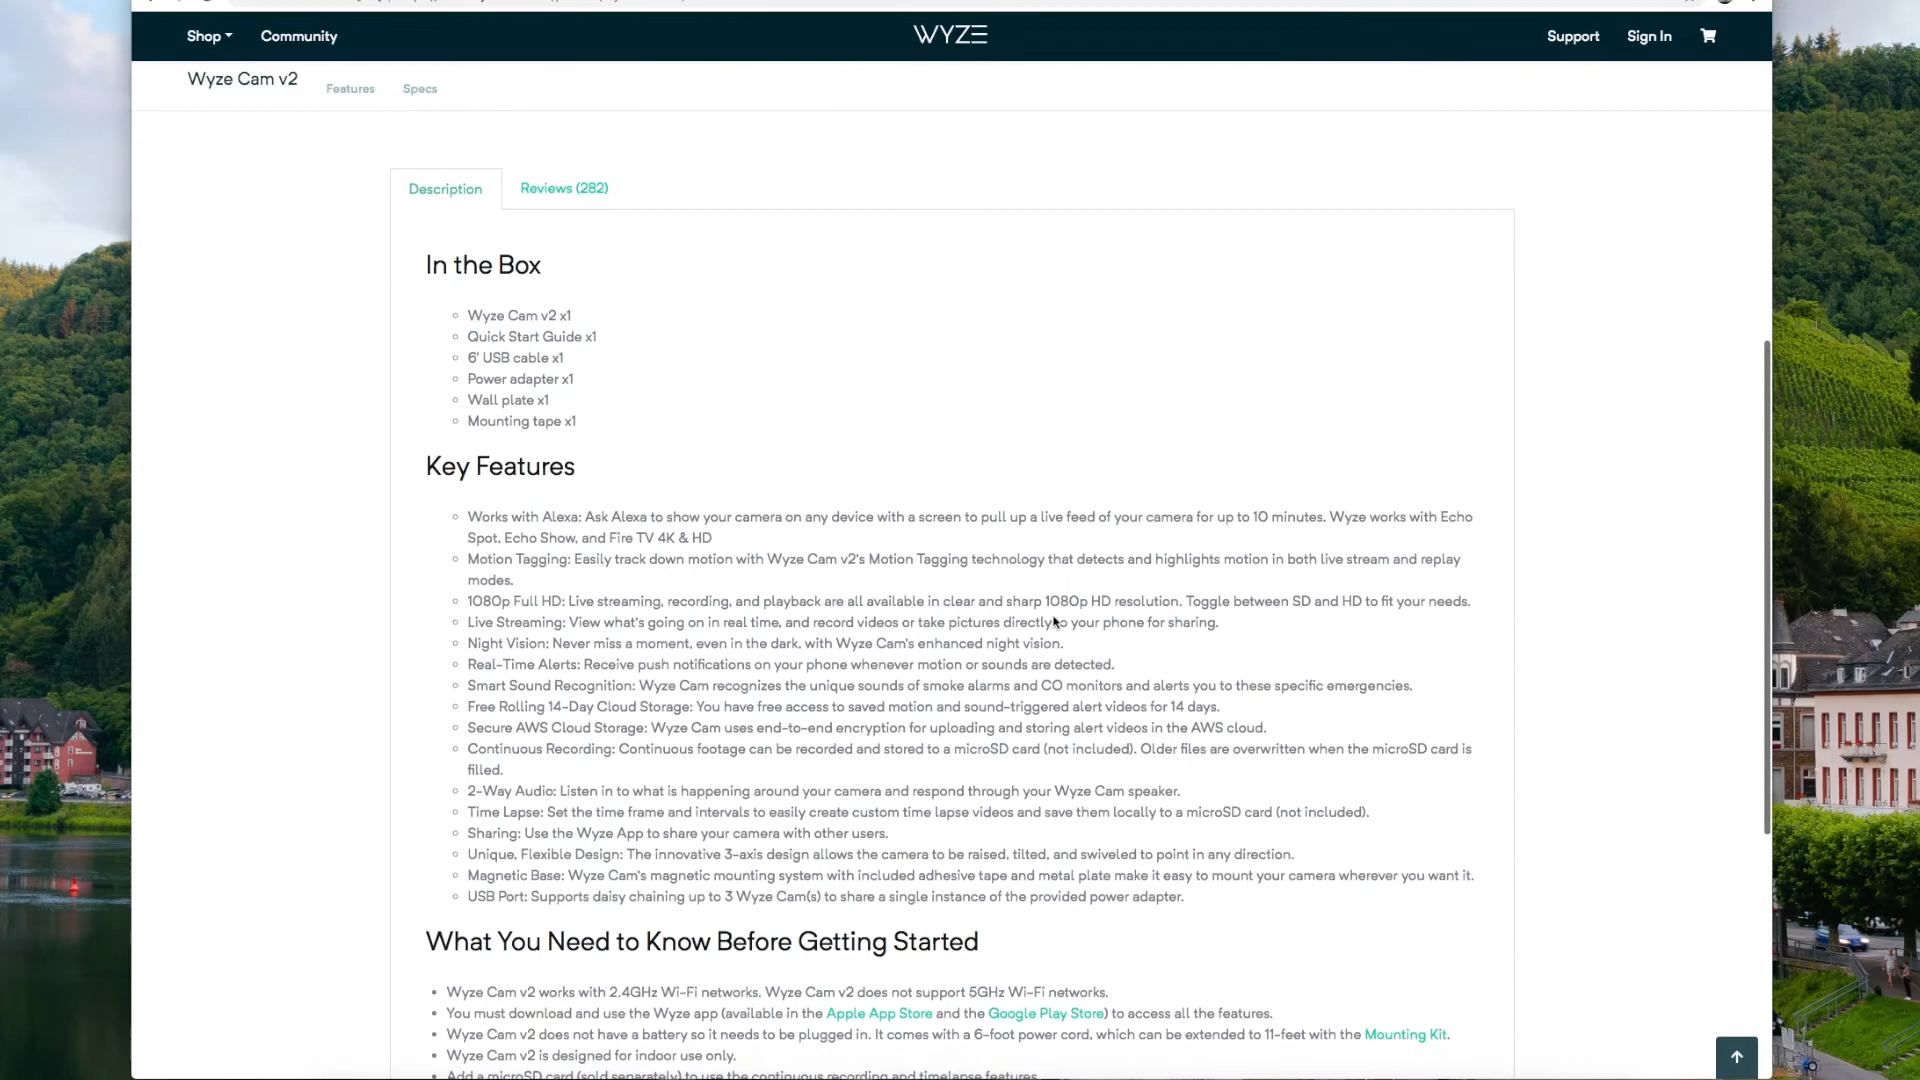 Shop Community WYZE Support Sign In
Wyze Cam v2 Features Specs
Description Reviews (282)
In the Box
Wyze Cam v2 x1
Quick Start Guide x1
6' USB cable x1
Power adapter x1
Wall plate x1
Mounting tape x1
Key Features
Works with Alexa: Ask Alexa to show your camera on any device with a screen to pull up a live feed of your camera for up to 10 minutes. Wyze works with Echo
Spot, Echo Show, and Fire TV 4K & HD
Motion Tagging: Easily track down motion with Wyze Cam v2's Motion Tagging technology that detects and highlights motion in both live stream and replay
modes.
1080p Full HD: Live streaming, recording, and playback are all available in clear and sharp 1080p HD resolution. Toggle between SD and HD to fit your needs.
Live Streaming: View what's going on in real time, and record videos or take pictures directly to your phone for sharing.
Night Vision: Never miss a moment, even in the dark, with Wyze Cam's enhanced night vision.
Real-Time Alerts: Receive push notifications on your phone whenever motion or sounds are detected.
Smart Sound Recognition: Wyze Cam recognizes the unique sounds of smoke alarms and CO monitors and alerts you to these specific emergencies.
Free Rolling 14-Day Cloud Storage: You have free access to saved motion and sound-triggered alert videos for 14 days.
Secure AWS Cloud Storage: Wyze Cam uses end-to-end encryption for uploading and storing alert videos in the AWS cloud.
Continuous Recording: Continuous footage can be recorded and stored to a microSD card (not included). Older files are overwritten when the microSD card is
filled.
2-Way Audio: Listen in to what is happening around your camera and respond through your Wyze Cam speaker.
Time Lapse: Set the time frame and intervals to easily create custom time lapse videos and save them locally to a microSD card (not included).
Sharing: Use the Wyze App to share your camera with other users.
Unique, Flexible Design: The innovative 3-axis design allows the camera to be raised, tilted, and swiveled to point in any direction.
Magnetic Base: Wyze Cam's magnetic mounting system with included adhesive tape and metal plate make it easy to mount your camera wherever you want it.
USB Port: Supports daisy chaining up to 3 Wyze Cam(s) to share a single instance of the provided power adapter.
What You Need to Know Before Getting Started
Wyze Cam v2 works with 2.4GHz Wi-Fi networks. Wyze Cam v2 does not support 5GHz Wi-Fi networks.
You must download and use the Wyze app (available in the Apple App Store and the Google Play Store) to access all the features.
Wyze Cam v2 does not have a battery so it needs to be plugged in. It comes with a 6-foot power cord, which can be extended to 11-feet with the Mounting Kit.
Wyze Cam v2 is designed for indoor use only.
Add a microSD card (sold separately) to use the continuous recording and timelapse features.